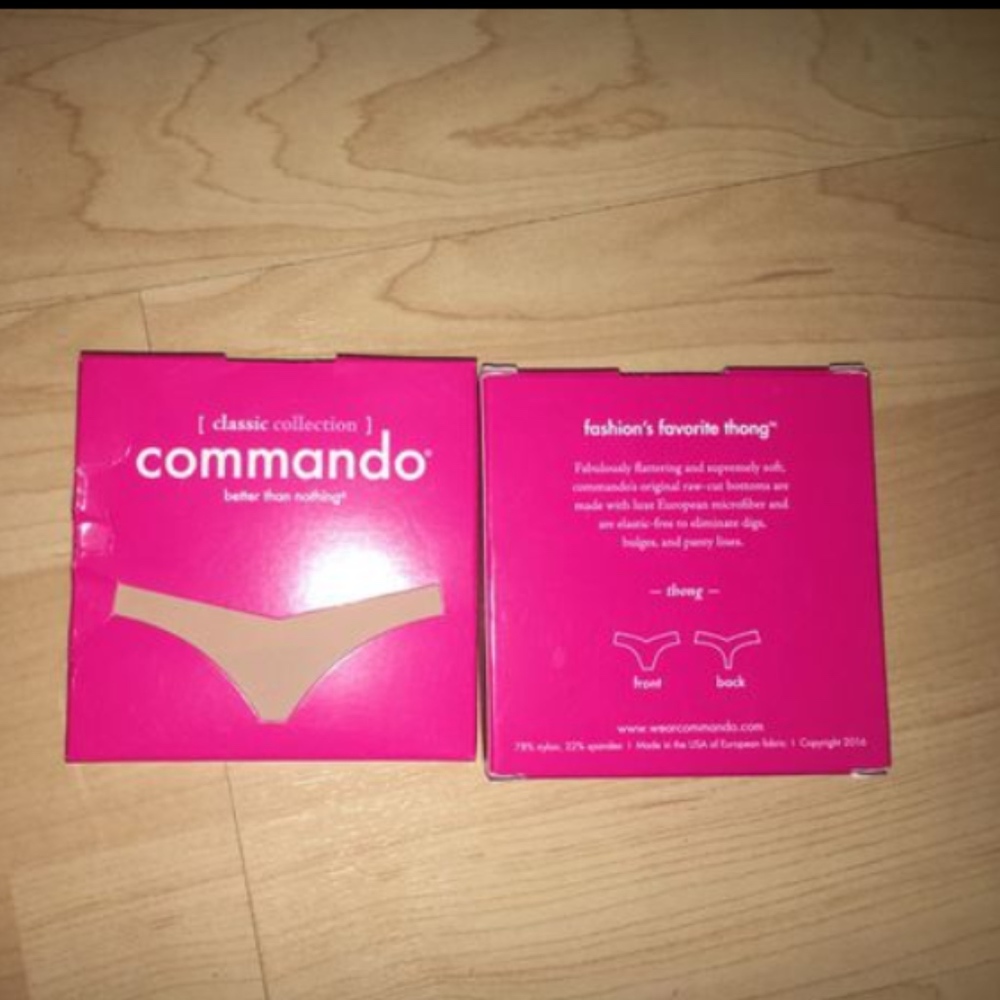 [ classic collection ]
commando®
better than nothing®
fashion's favorite thong™
Fabulously flattering and supremely soft,
commando's original raw-cut bottoms are
made with luxe European microfiber and
are elastic-free to eliminate digs,
bulges, and panty lines.
— thong —
front back
www.wearcommando.com
78% nylon, 22% spandex | Made in the USA of European fabric | Copyright 2016